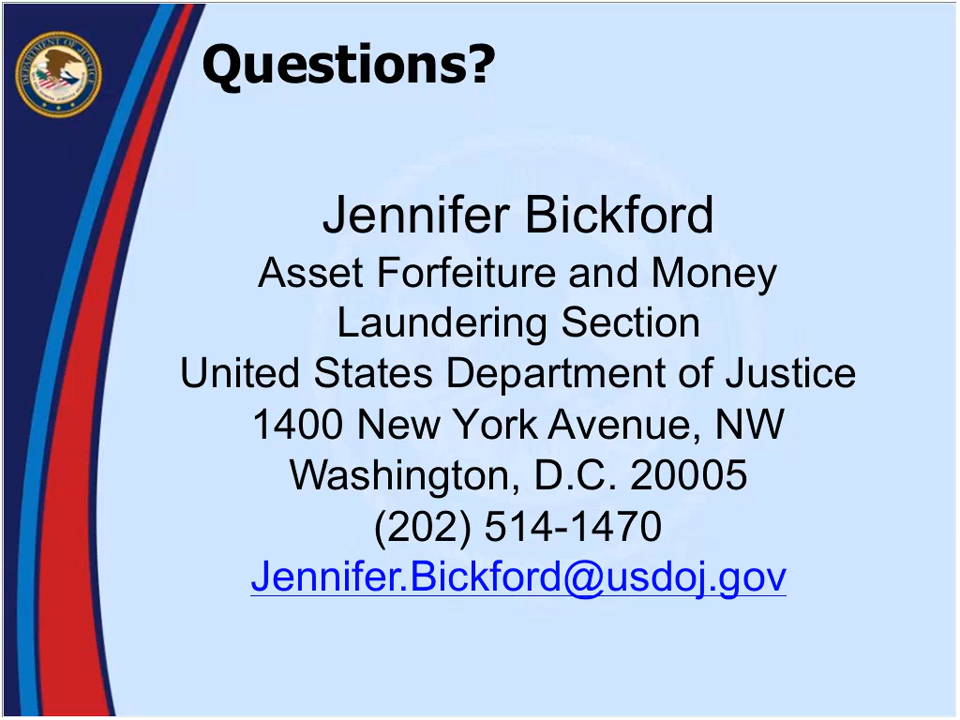 Questions?
Jennifer Bickford
Asset Forfeiture and Money
Laundering Section
United States Department of Justice
1400 New York Avenue, NW
Washington, D.C. 20005
(202) 514-1470
Jennifer.Bickford@usdoj.gov